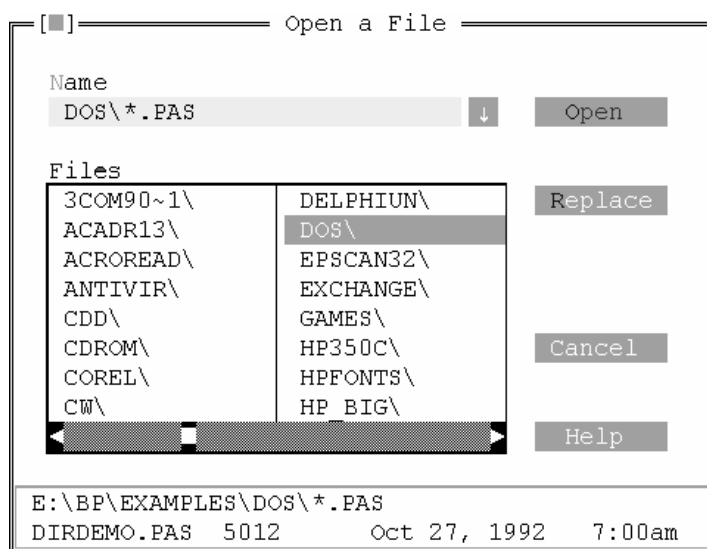 [■] Open a File
Name
DOS\*.PAS ↓ Open
Files
3COM90~1\ DELPHIUN\ Replace
ACADR13\ DOS\
ACROREAD\ EPSCAN32\
ANTIVIR\ EXCHANGE\
CDD\ GAMES\
CDROM\ HP350C\ Cancel
COREL\ HPFONTS\
CW\ HP_BIG\
Help
E:\BP\EXAMPLES\DOS\*.PAS
DIRDEMO.PAS 5012 Oct 27, 1992 7:00am